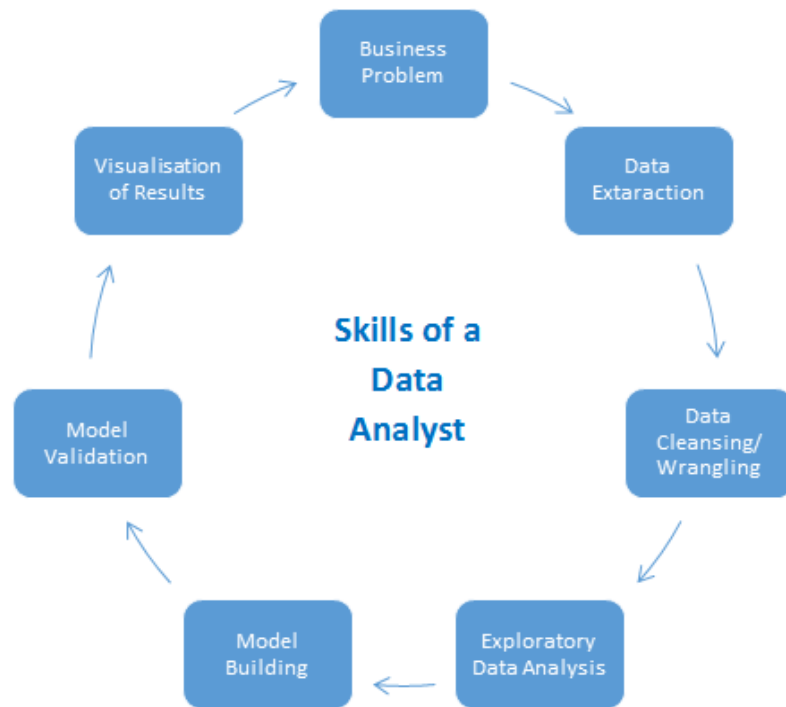 Business
Problem
Data
Extaraction
Data
Cleansing/
Wrangling
Exploratory
Data Analysis
Model
Building
Model
Validation
Visualisation
of Results
Skills of a
Data
Analyst